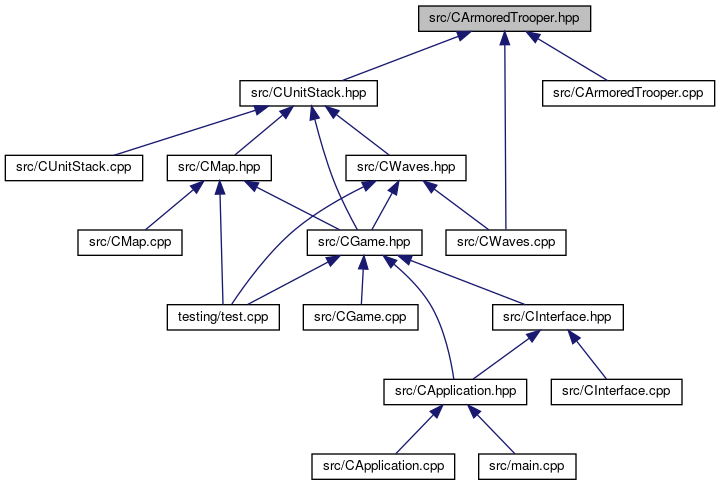 src/CArmoredTrooper.hpp
src/CUnitStack.hpp
src/CArmoredTrooper.cpp
src/CUnitStack.cpp
src/CMap.hpp
src/CWaves.hpp
src/CMap.cpp
src/CGame.hpp
src/CWaves.cpp
testing/test.cpp
src/CGame.cpp
src/CInterface.hpp
src/CApplication.hpp
src/CInterface.cpp
src/CApplication.cpp
src/main.cpp